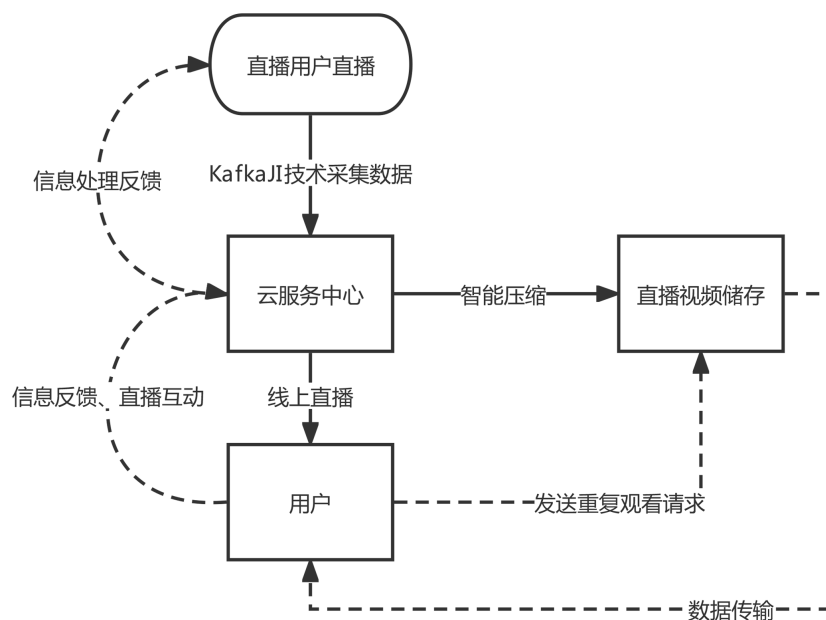 直播用户直播
信息处理反馈
KafkaJI技术采集数据
云服务中心
智能压缩
直播视频储存
信息反馈、直播互动
线上直播
用户
发送重复观看请求
数据传输